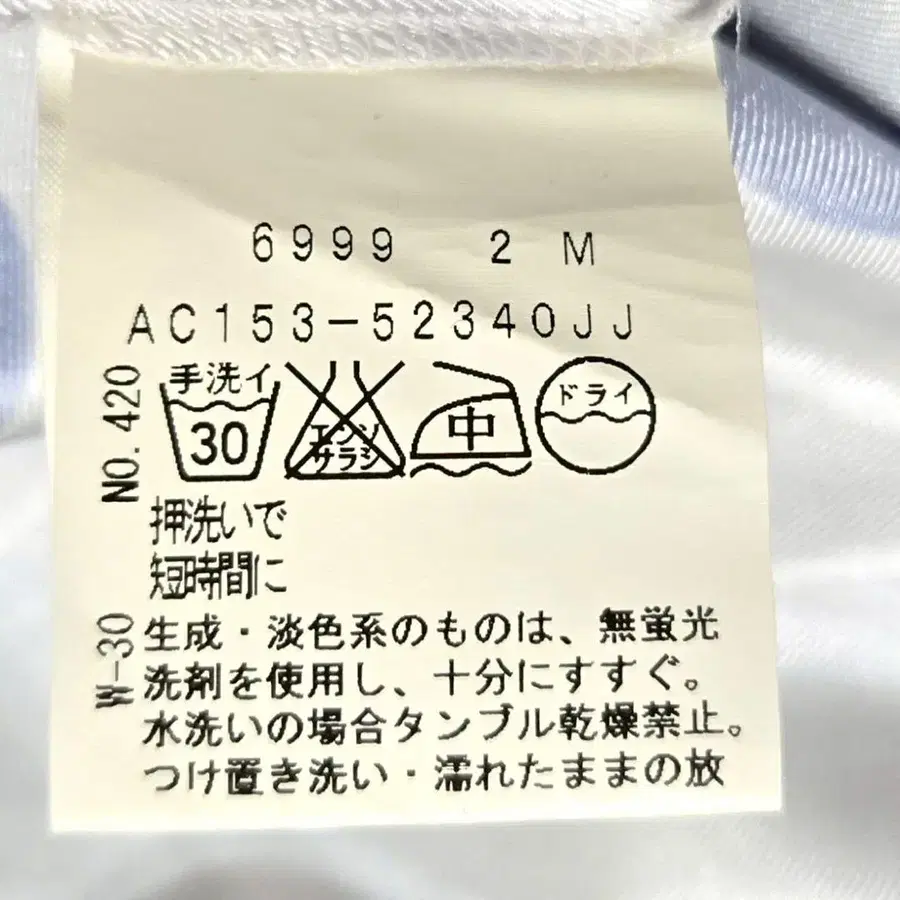 6999 2 M
AC153-52340JJ
NO. 420
手洗イ
30
エンソ
サラシ
中
ドライ
押洗いで
短時間に
W-30
生成・淡色系のものは、無蛍光
洗剤を使用し、十分にすすぐ。
水洗いの場合タンブル乾燥禁止。
つけ置き洗い・濡れたままの放